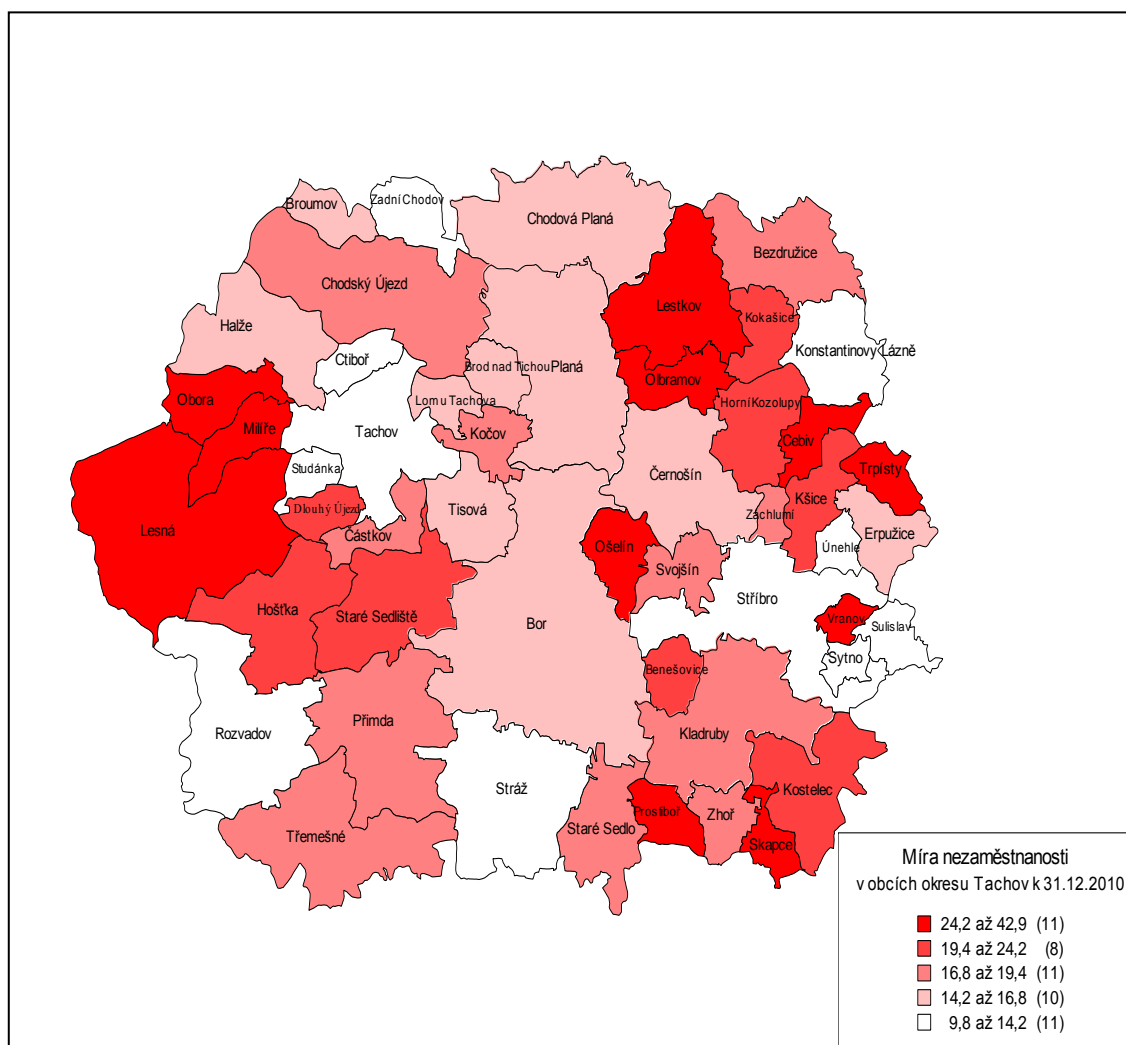 Zadní Chodov
Broumov
Chodová Planá
Bezdružice
Chodský Újezd
Lestkov
Kokašice
Halže
Konstantinovy Lázně
Ctiboř
Brod nad Tichou
Planá
Olbramov
Obora
Lom u Tachova
Horní Kozolupy
Milíře
Tachov
Kočov
Cebiv
Trpísty
Studánka
Černošín
Kšice
Tisová
Záchlumí
Dlouhý Újezd
Lesná
Částkov
Erpužice
Ošelín
Únehle
Svojšín
Stříbro
Hošťka
Staré Sedliště
Bor
Vranov
Sulislav
Sytno
Benešovice
Přimda
Rozvadov
Kladruby
Stráž
Kostelec
Prostiboř
Zhoř
Třemešné
Staré Sedlo
Skapce
Míra nezaměstnanosti
v obcích okresu Tachov k 31.12.2010
24,2 až 42,9 (11)
19,4 až 24,2 (8)
16,8 až 19,4 (11)
14,2 až 16,8 (10)
9,8 až 14,2 (11)